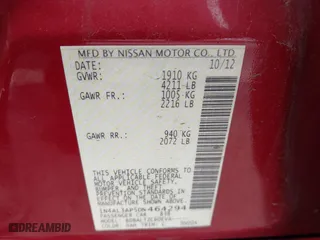 MFD BY NISSAN MOTOR CO., LTD.
DATE: 10/12
GVWR: 1910 KG
4211 LB
GAWR FR.: 1005 KG
2216 LB
GAWR RR.: 940 KG
2072 LB
THIS VEHICLE CONFORMS TO ALL
APPLICABLE FEDERAL MOTOR
VEHICLE SAFETY,
BUMPER, AND THEFT
PREVENTION STANDARDS IN
EFFECT ON THE DATE OF
MANUFACTURE SHOWN ABOVE.
PASSENGER CAR
DREAMBID